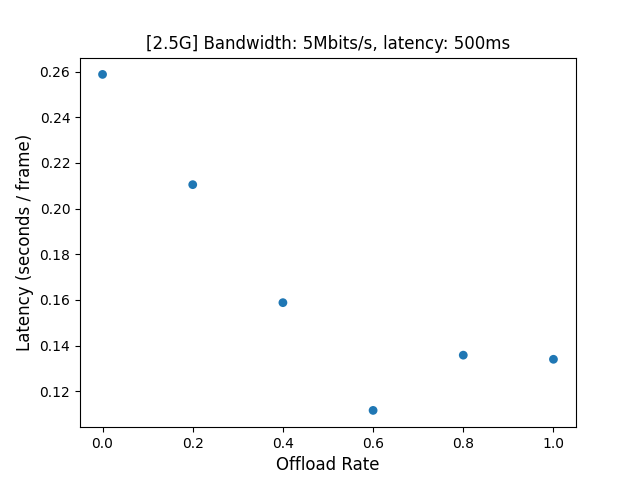 [2.5G] Bandwidth: 5Mbits/s, latency: 500ms
Latency (seconds / frame)
0.26
0.24
0.22
0.20
0.18
0.16
0.14
0.12
0.0 0.2 0.4 0.6 0.8 1.0
Offload Rate